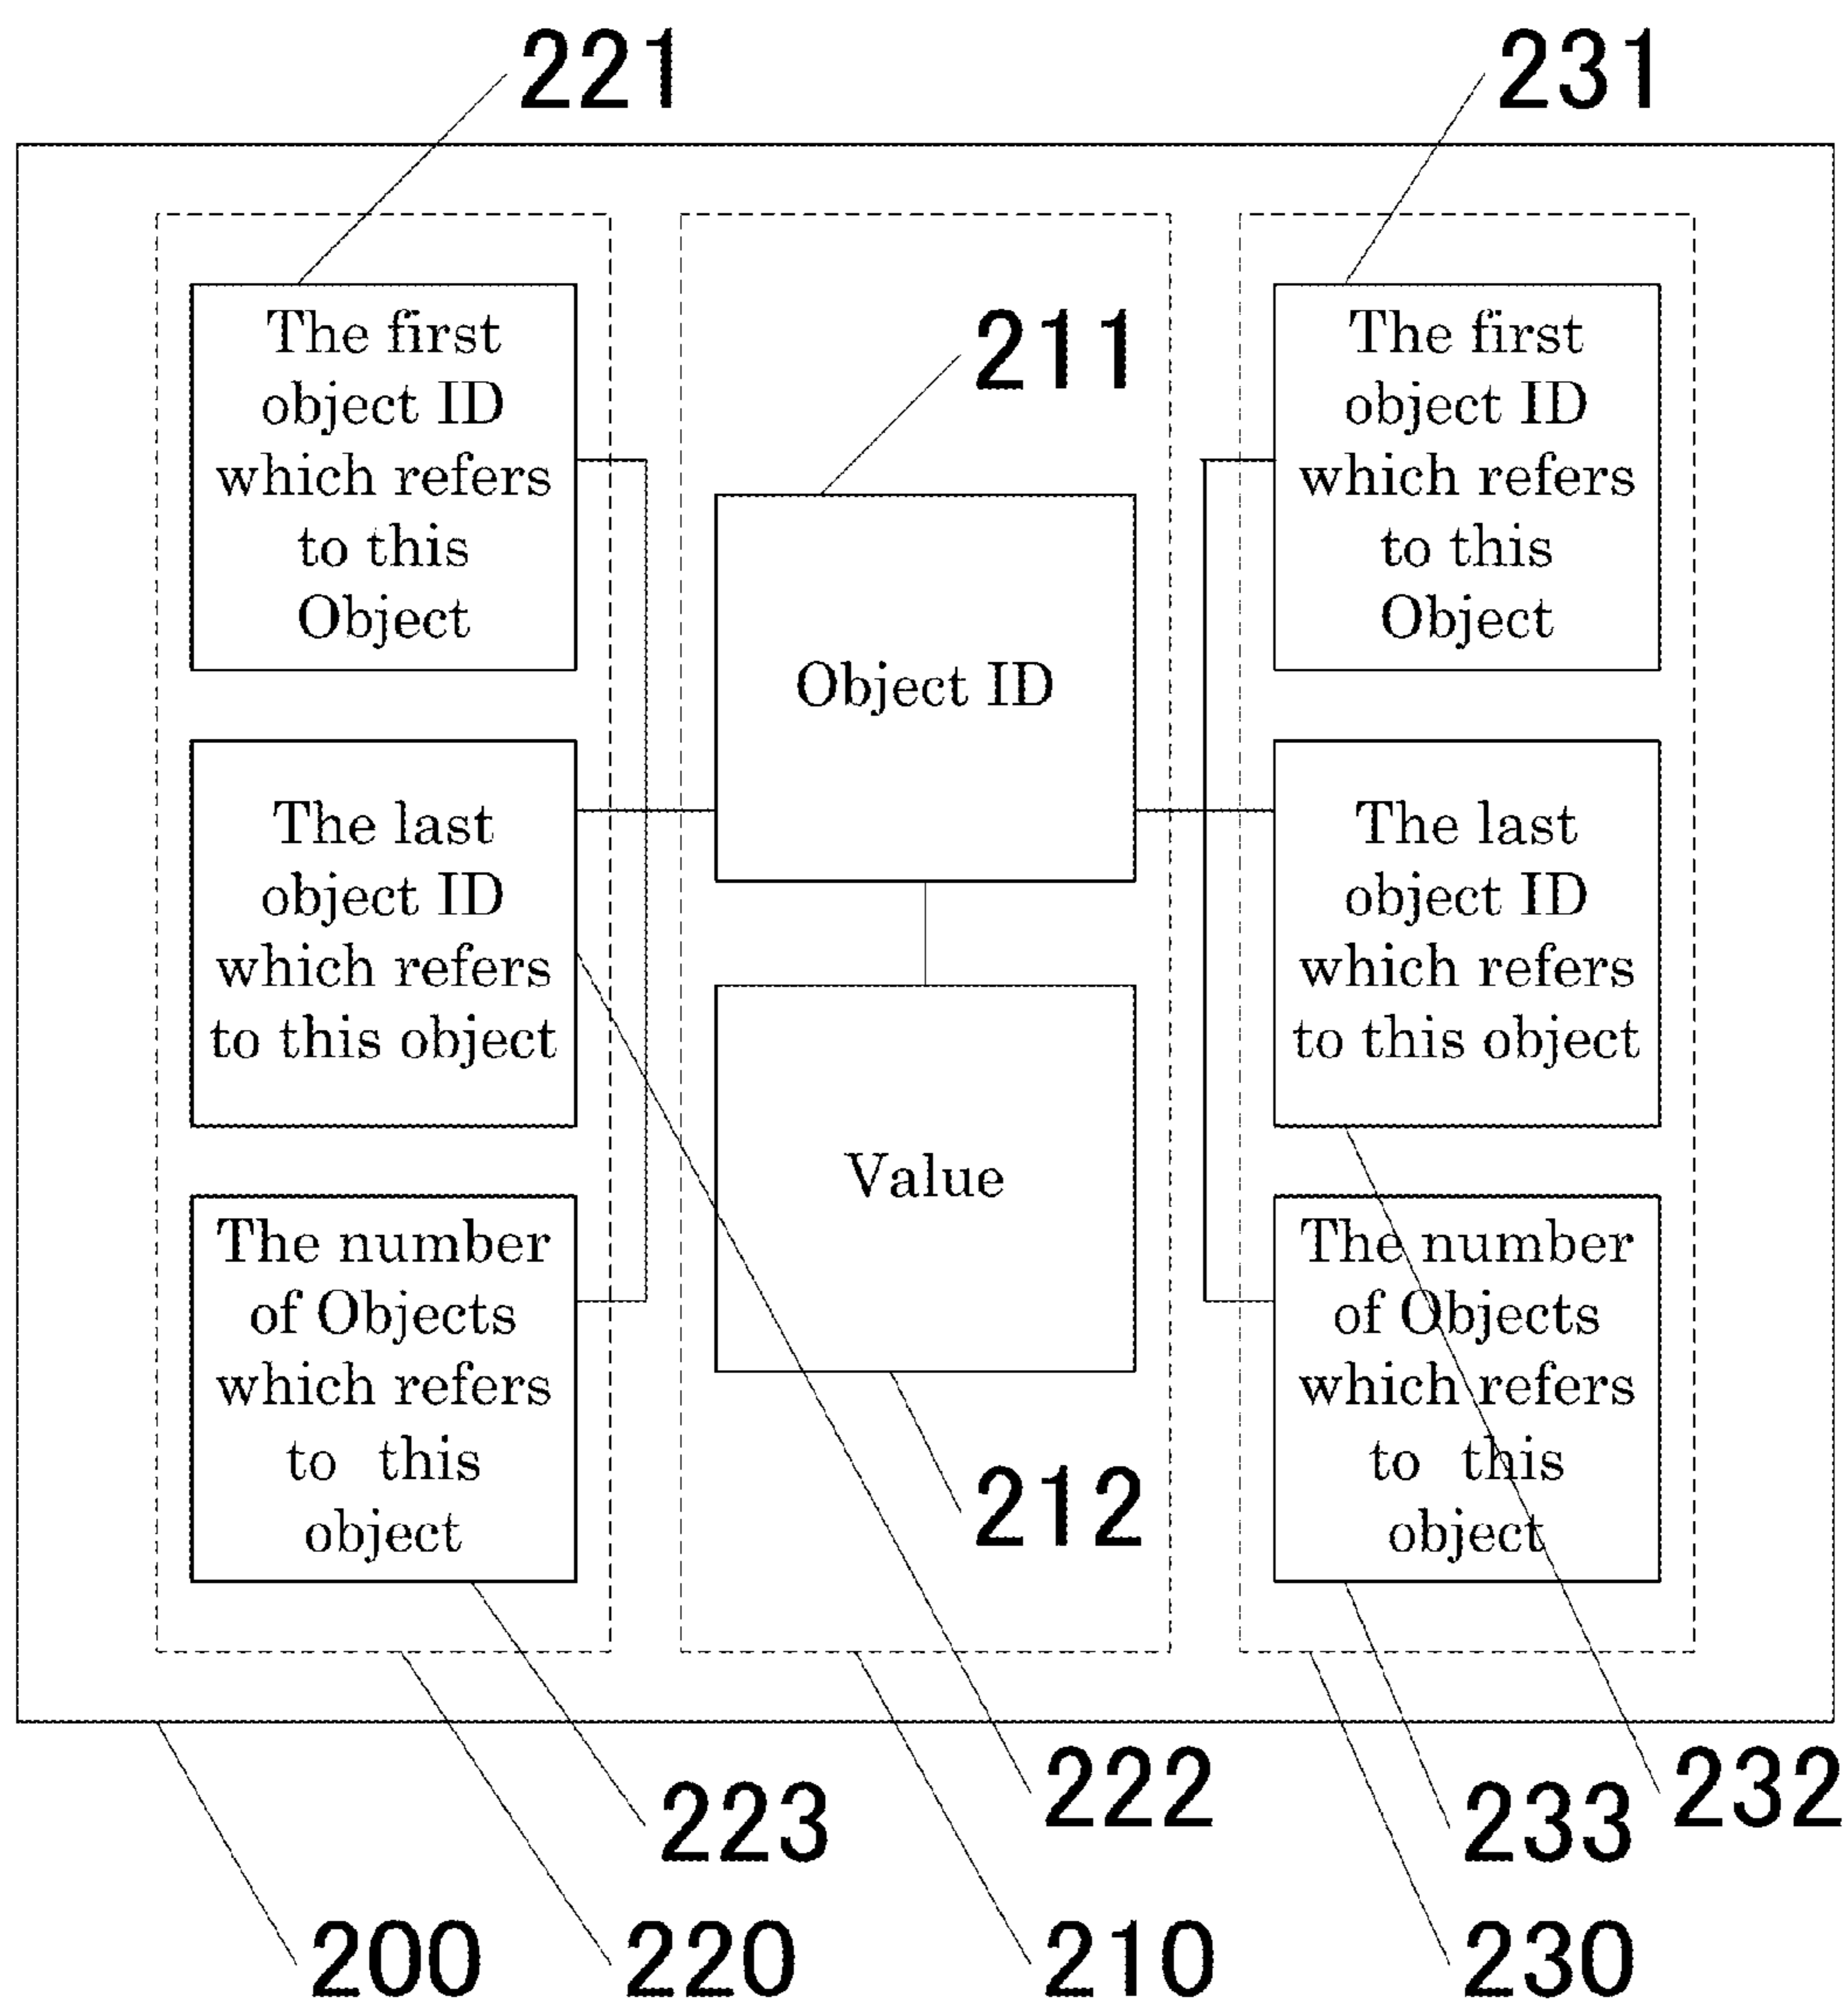 221
231
The first
object ID
which refers
to this
Object
The last
object ID
which refers
to this object
The number
of Objects
which refers
to this
object
211
Object ID
Value
212
The first
object ID
which refers
to this
Object
The last
object ID
which refers
to this object
The number
of Objects
which refers
to this
object
222
232
223
233
200
220
210
230